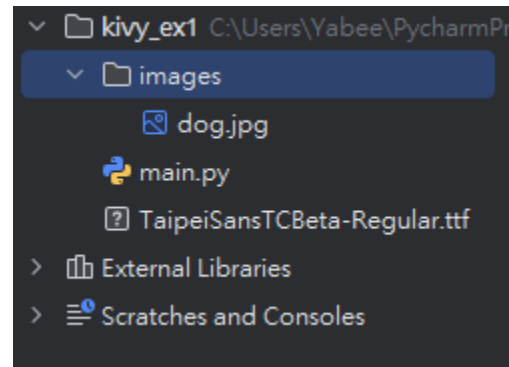 kivy_ex1 C:\Users\Yabee\PycharmPr
images
dog.jpg
main.py
TaipeiSansTCBeta-Regular.ttf
External Libraries
Scratches and Consoles